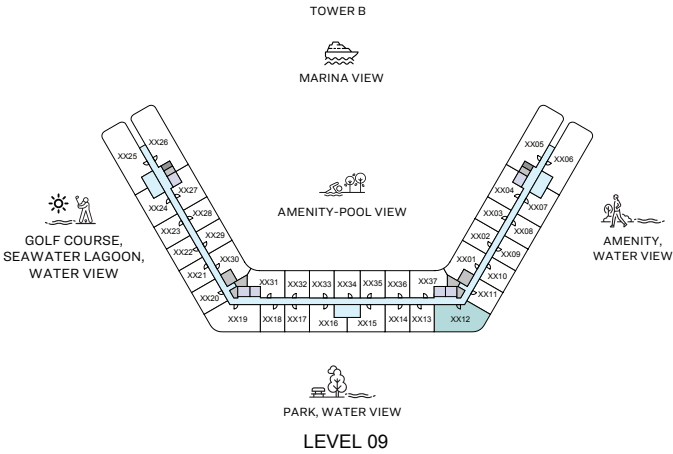 TOWER B
MARINA VIEW
XX26
XX05
XX25
XX06
XX27
XX04
XX24
XX07
AMENITY-POOL VIEW
XX28
XX03
XX23
XX08
GOLF COURSE,
SEAWATER LAGOON,
WATER VIEW
AMENITY,
WATER VIEW
XX29
XX02
XX22
XX09
XX30
XX01
XX21
XX10
XX31
XX32
XX33
XX34
XX35
XX36
XX37
XX20
XX11
XX19
XX18
XX17
XX16
XX15
XX14
XX13
XX12
PARK, WATER VIEW
LEVEL 09